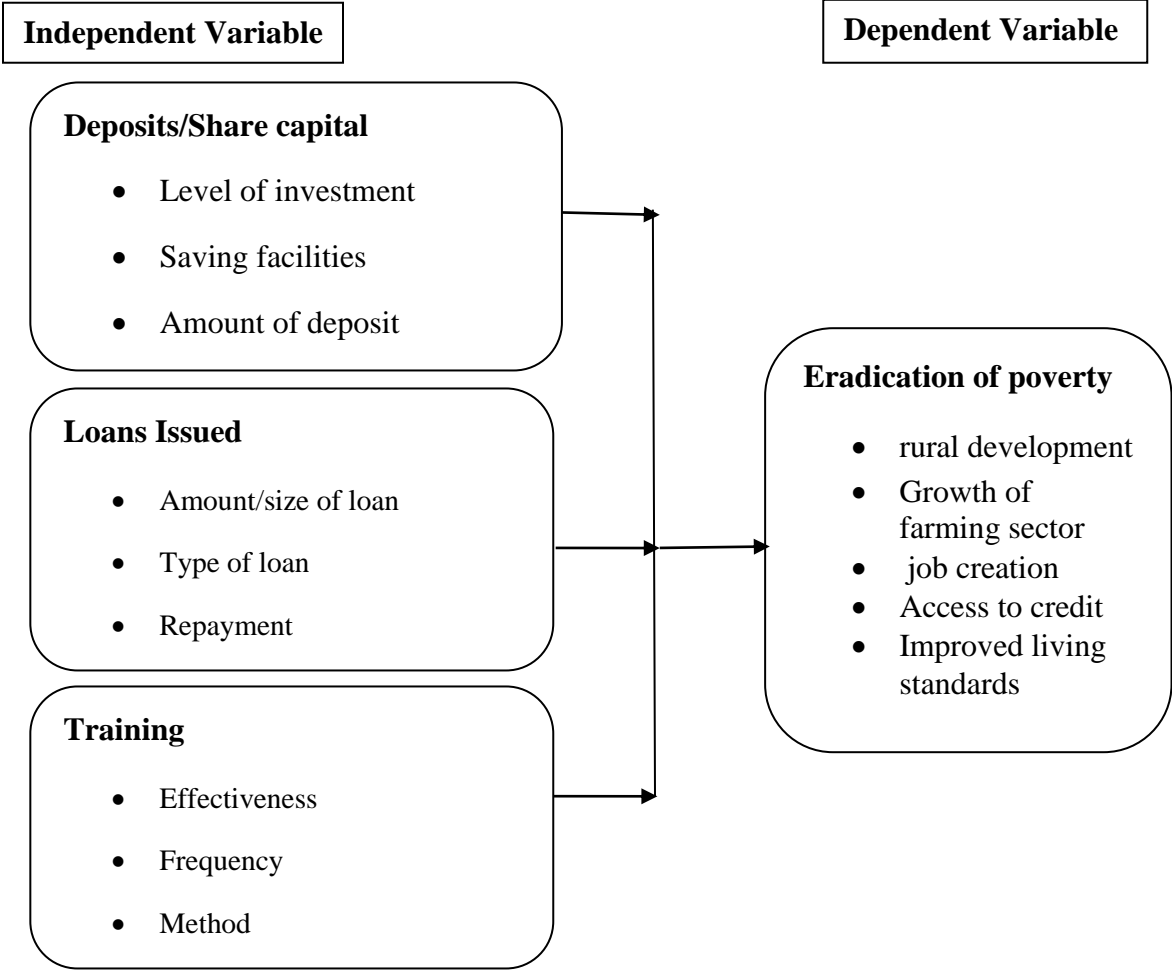 Independent Variable
Dependent Variable
Deposits/Share capital
• Level of investment
• Saving facilities
• Amount of deposit
Loans Issued
• Amount/size of loan
• Type of loan
• Repayment
Training
• Effectiveness
• Frequency
• Method
Eradication of poverty
• rural development
• Growth of
farming sector
• job creation
• Access to credit
• Improved living
standards